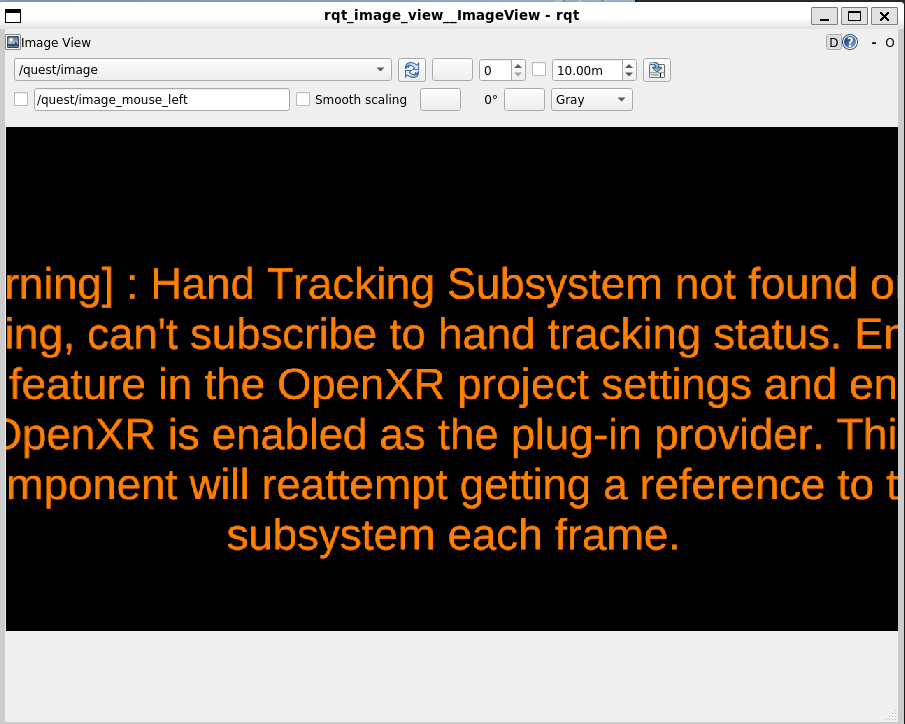 rqt_image_view__ImageView - rqt
Image View
D
?
- O
/quest/image
0
10.00m
/quest/image_mouse_left
Smooth scaling
0°
Gray
rning] : Hand Tracking Subsystem not found o
ing, can't subscribe to hand tracking status. En
feature in the OpenXR project settings and en
OpenXR is enabled as the plug-in provider. Thi
mponent will reattempt getting a reference to t
subsystem each frame.